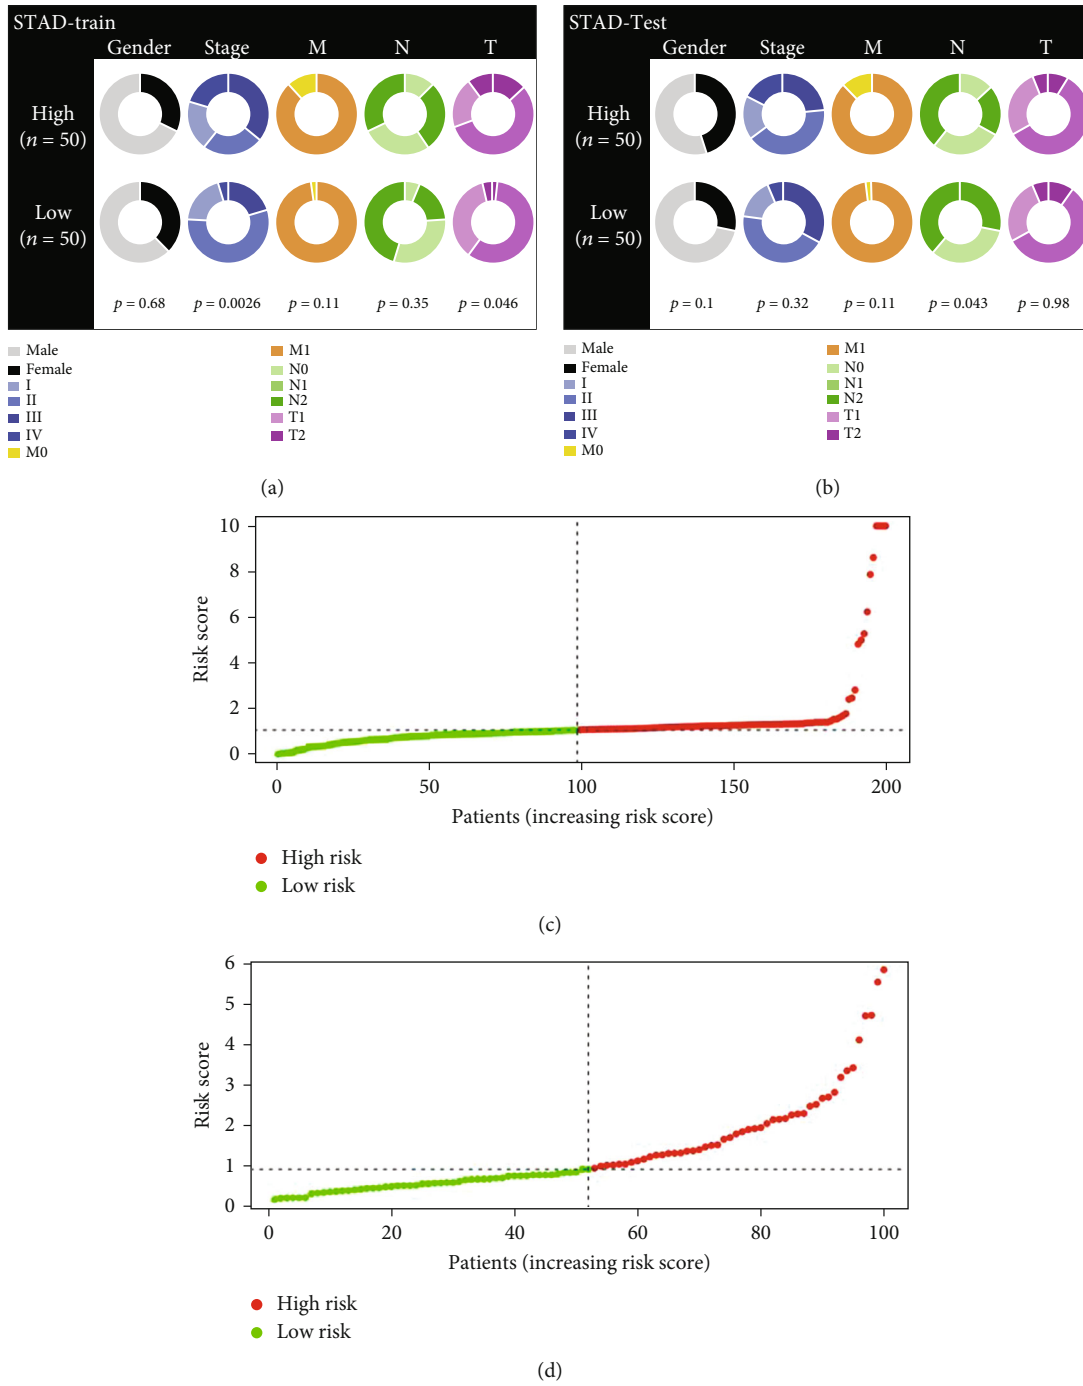 STAD-train
Gender Stage M N T
High
(n = 50)
Low
(n = 50)
p = 0.68 p = 0.0026 p = 0.11 p = 0.35 p = 0.046
Male
Female
I
II
III
IV
M0
M1
N0
N1
N2
T1
T2
(a)
STAD-Test
Gender Stage M N T
High
(n = 50)
Low
(n = 50)
p = 0.1 p = 0.32 p = 0.11 p = 0.043 p = 0.98
Male
Female
I
II
III
IV
M0
M1
N0
N1
N2
T1
T2
(b)
Risk score
10
8
6
4
2
0
0 50 100 150 200
Patients (increasing risk score)
High risk
Low risk
(c)
Risk score
6
5
4
3
2
1
0
0 20 40 60 80 100
Patients (increasing risk score)
High risk
Low risk
(d)